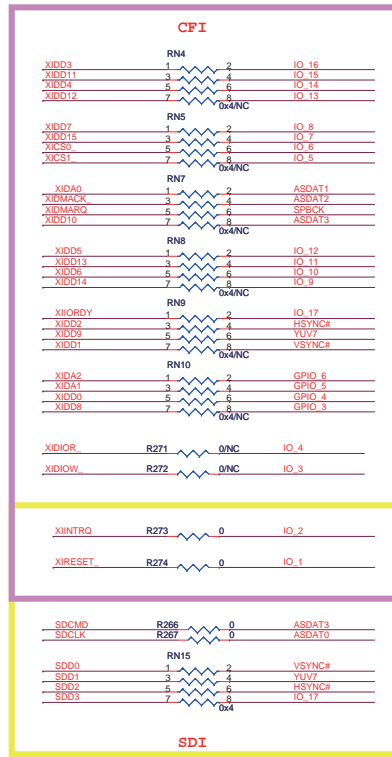 CFI
RN4
XIDD3 1 2 IO_16
XIDD11 3 4 IO_15
XIDD4 5 6 IO_14
XIDD12 7 8 IO_13
0x4/NC
RN5
XIDD7 1 2 IO_8
XIDD15 3 4 IO_7
XICS0_ 5 6 IO_6
XICS1_ 7 8 IO_5
0x4/NC
RN7
XIDA0 1 2 ASDAT1
XIDMACK_ 3 4 ASDAT2
XIDMARQ 5 6 SPBCK
XIDD10 7 8 ASDAT3
0x4/NC
RN8
XIDD5 1 2 IO_12
XIDD13 3 4 IO_11
XIDD6 5 6 IO_10
XIDD14 7 8 IO_9
0x4/NC
RN9
XIIORDY 1 2 IO_17
XIDD2 3 4 HSYNC#
XIDD9 5 6 YUV7
XIDD1 7 8 VSYNC#
0x4/NC
RN10
XIDA2 1 2 GPIO_6
XIDA1 3 4 GPIO_5
XIDD0 5 6 GPIO_4
XIDD8 7 8 GPIO_3
0x4/NC
XIDIOR_ R271 0/NC IO_4
XIDIOW_ R272 0/NC IO_3
XIINTRQ R273 0 IO_2
XIRESET_ R274 0 IO_1
SDCMD R266 0 ASDAT3
SDCLK R267 0 ASDAT0
RN15
SDD0 1 2 VSYNC#
SDD1 3 4 YUV7
SDD2 5 6 HSYNC#
SDD3 7 8 IO_17
0x4
SDI